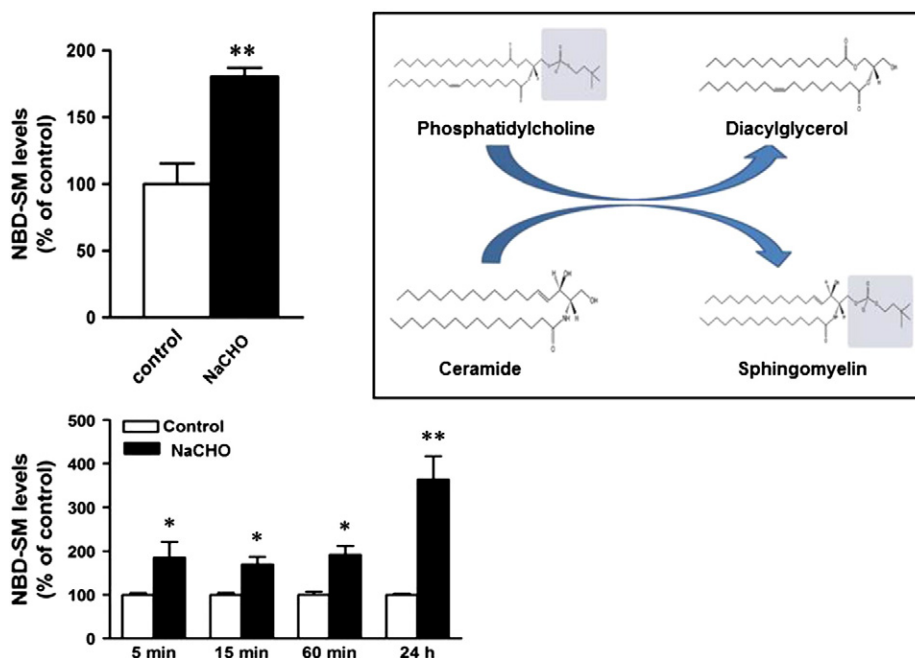 NBD-SM levels
(% of control)
200
150
100
50
0
**
control
NaCHO
Phosphatidylcholine
Diacylglycerol
Ceramide
Sphingomyelin
NBD-SM levels
(% of control)
500
400
300
200
100
0
Control
NaCHO
*
*
*
**
5 min
15 min
60 min
24 h